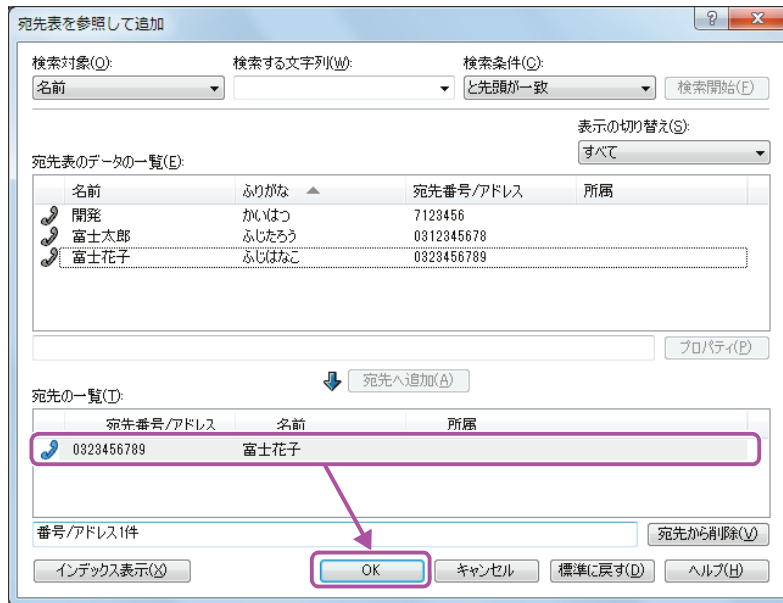 宛先表を参照して追加
検索対象(O): 検索する文字列(W): 検索条件(C):
名前 と先頭が一致 検索開始(F)
表示の切り替え(S):
すべて
宛先表のデータの一覧(E):
名前 ふりがな 宛先番号/アドレス 所属
開発 かいはつ 7123456
富士太郎 ふじたろう 0312345678
富士花子 ふじはなこ 0323456789
プロパティ(P)
宛先へ追加(A)
宛先の一覧(T):
宛先番号/アドレス 名前 所属
0323456789 富士花子
番号/アドレス1件 宛先から削除(V)
インデックス表示(X) OK キャンセル 標準に戻す(D) ヘルプ(H)